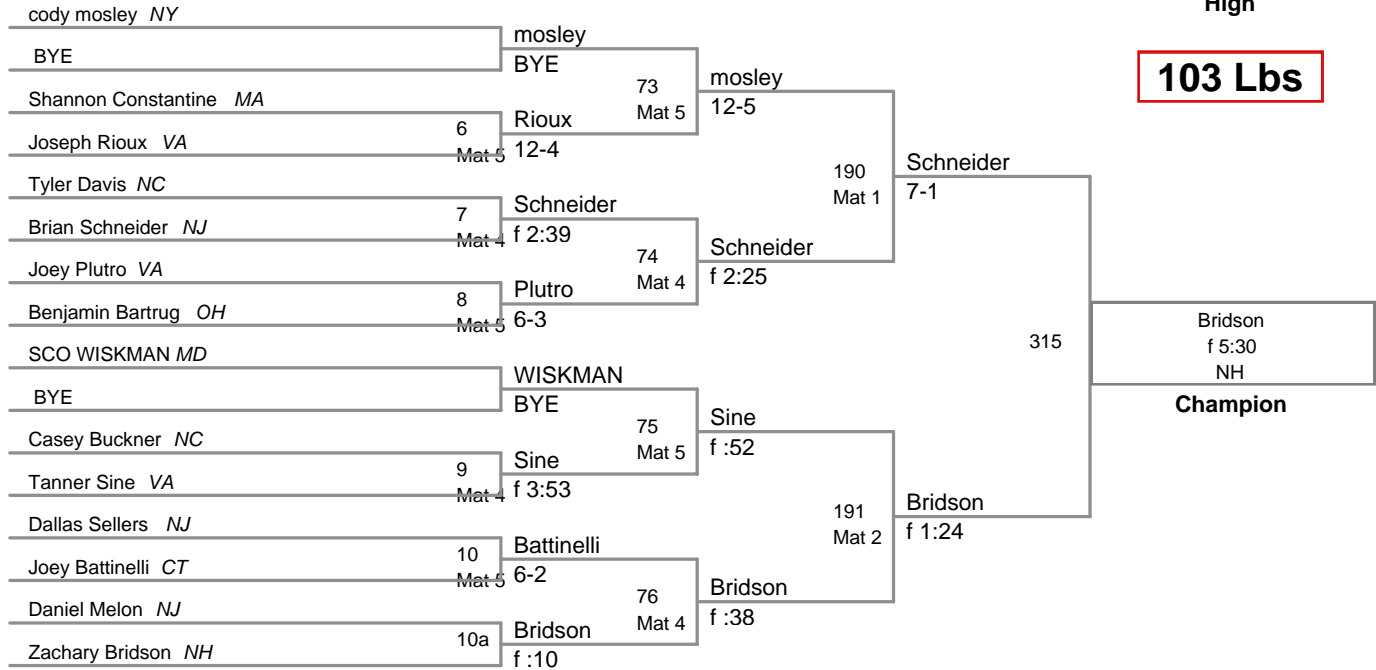 cody mosley NY
BYE
Shannon Constantine MA
Joseph Rioux VA
Tyler Davis NC
Brian Schneider NJ
Joey Plutro VA
Benjamin Bartrug OH
SCO WISKMAN MD
BYE
Casey Buckner NC
Tanner Sine VA
Dallas Sellers NJ
Joey Battinelli CT
Daniel Melon NJ
Zachary Bridson NH
6
Mat 5
7
Mat 4
8
Mat 5
9
Mat 4
10
Mat 5
10a
mosley
BYE
Rioux
12-4
Schneider
f 2:39
Plutro
6-3
WISKMAN
BYE
Sine
f 3:53
Battinelli
6-2
Bridson
f :10
73
Mat 5
74
Mat 4
75
Mat 5
76
Mat 4
mosley
12-5
Schneider
f 2:25
Sine
f :52
Bridson
f :38
190
Mat 1
191
Mat 2
Schneider
7-1
Bridson
f 1:24
315
High
103 Lbs
Bridson
f 5:30
NH
Champion